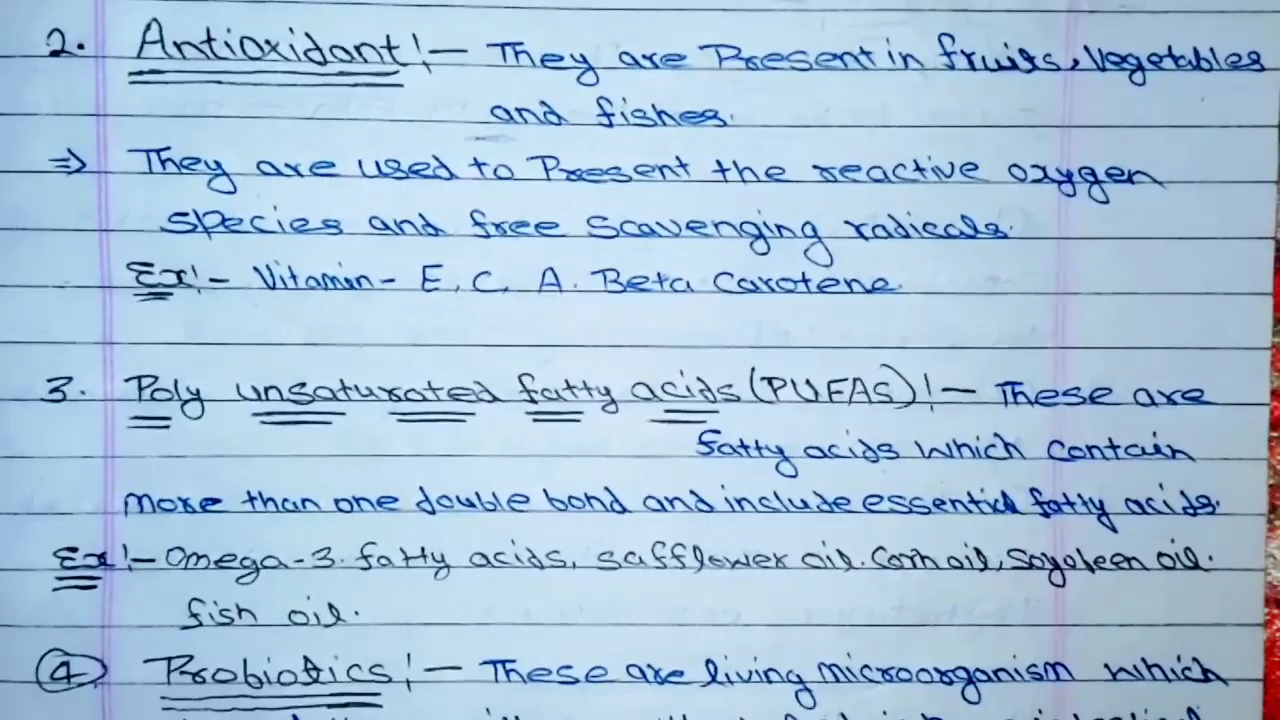 2. Antioxidant :- They are Present in fruits, Vegetables
and fishes.
⇒ They are used to Present the reactive oxygen
species and free scavenging radicals.
Ex:- Vitamin - E, C, A. Beta Carotene.
3. Poly unsaturated fatty acids (PUFAS) :- These are
fatty acids which contain
more than one double bond and include essential fatty acids.
Ex:- Omega-3. fatty acids, safflower oil. Corn oil, Soyobeen oil.
fish oil.
④ Probiotics :- These are living microorganism which